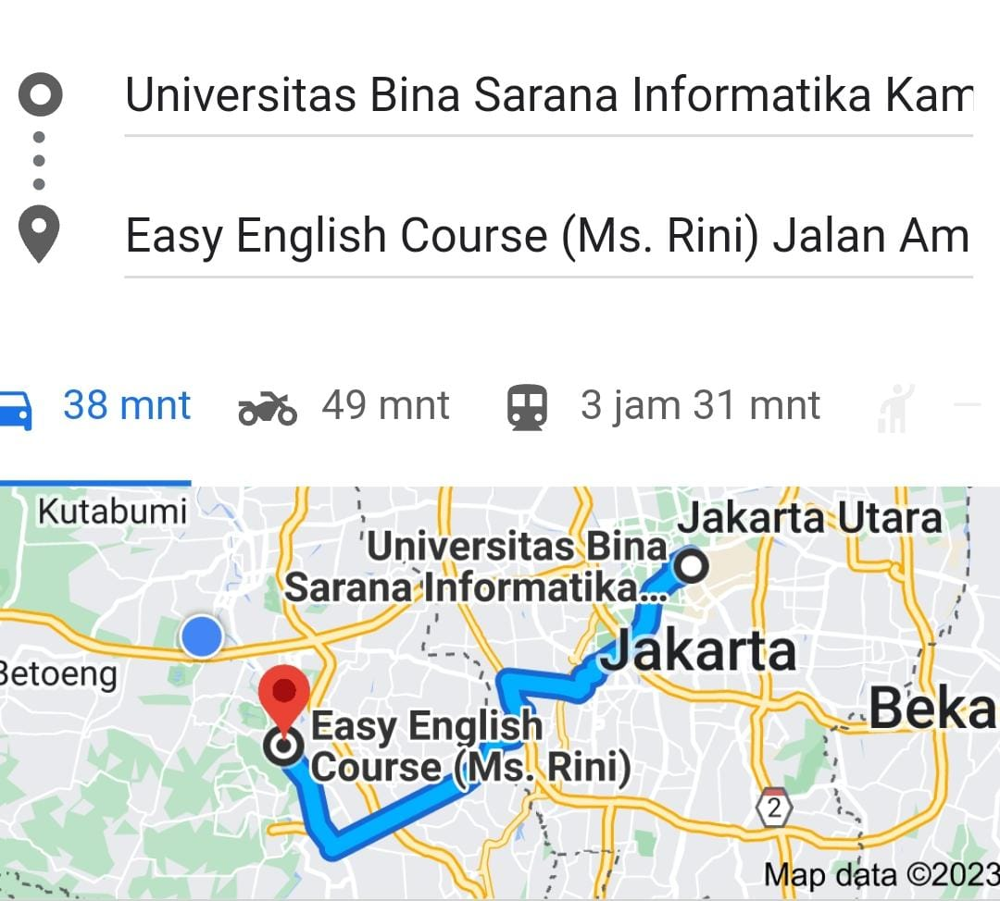 Universitas Bina Sarana Informatika Kam
Easy English Course (Ms. Rini) Jalan Am
38 mnt
49 mnt
3 jam 31 mnt
Kutabumi
Jakarta Utara
Universitas Bina
Sarana Informatika...
Jakarta
Betoeng
Beka
Easy English
Course (Ms. Rini)
2
Map data ©2023